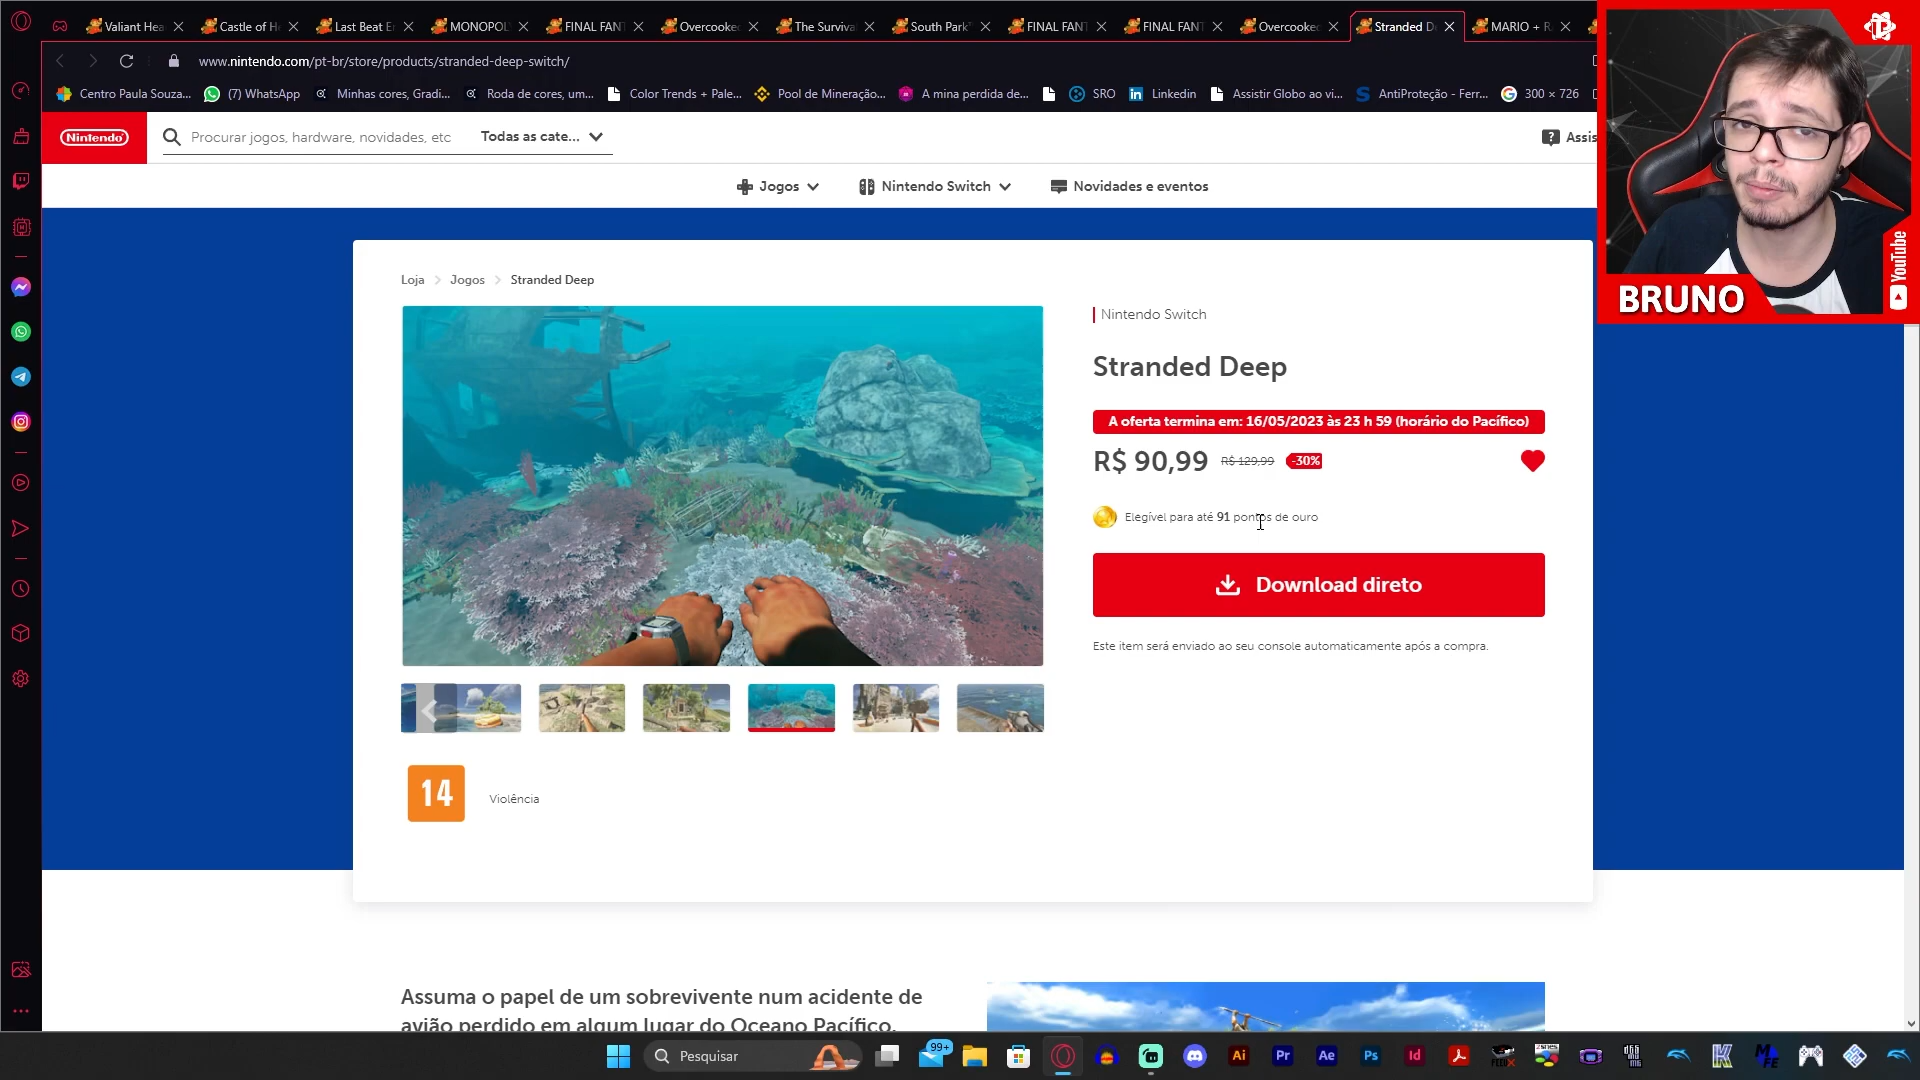 Valiant Hea
Castle of H
Last Beat E
MONOPOL
FINAL FANT
Overcooke
The Surviva
South Park
FINAL FANT
FINAL FANT
Overcooke
Stranded D
MARIO + R
www.nintendo.com/pt-br/store/products/stranded-deep-switch/
Centro Paula Souza...
(7) WhatsApp
Minhas cores, Gradi...
Roda de cores, um...
Color Trends + Pale...
Pool de Mineração...
A mina perdida de...
SRO
Linkedin
Assistir Globo ao vi...
AntiProteção - Ferr...
300 × 726
Nintendo
Procurar jogos, hardware, novidades, etc
Todas as cate...
Assis
Jogos
Nintendo Switch
Novidades e eventos
YouTube
BRUNO
Loja
Jogos
Stranded Deep
Nintendo Switch
Stranded Deep
A oferta termina em: 16/05/2023 às 23 h 59 (horário do Pacífico)
R$ 90,99 R$ 129,99 -30%
Elegível para até 91 pontos de ouro
Download direto
Este item será enviado ao seu console automaticamente após a compra.
14
Violência
Assuma o papel de um sobrevivente num acidente de
avião perdido em algum lugar do Oceano Pacífico.
Pesquisar
99+
Ai
Pr
Ae
Ps
Id